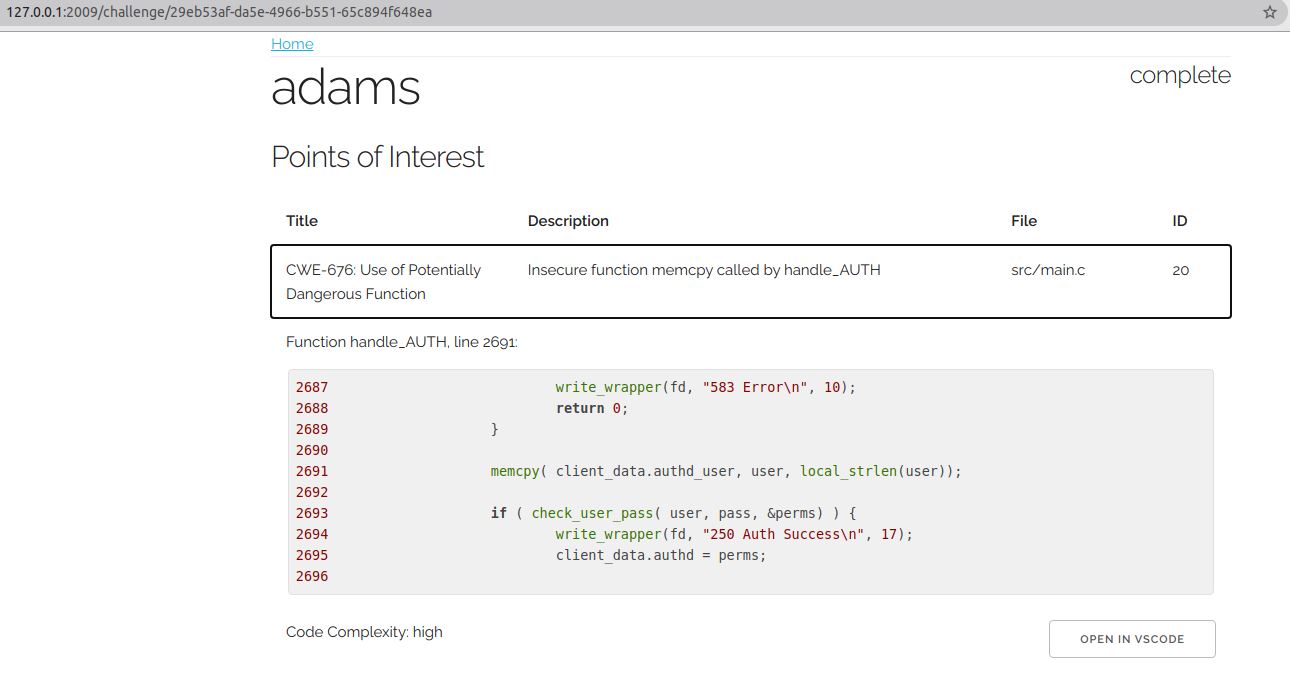 127.0.0.1:2009/challenge/29eb53af-da5e-4966-b551-65c894f648ea
Home
adams
complete
Points of Interest
Title Description File ID
CWE-676: Use of Potentially Dangerous Function Insecure function memcpy called by handle_AUTH src/main.c 20
Function handle_AUTH, line 2691:
2687 write_wrapper(fd, "583 Error\n", 10);
2688 return 0;
2689 }
2690
2691 memcpy( client_data.authd_user, user, local_strlen(user));
2692
2693 if ( check_user_pass( user, pass, &perms) ) {
2694 write_wrapper(fd, "250 Auth Success\n", 17);
2695 client_data.authd = perms;
2696
Code Complexity: high
OPEN IN VSCODE